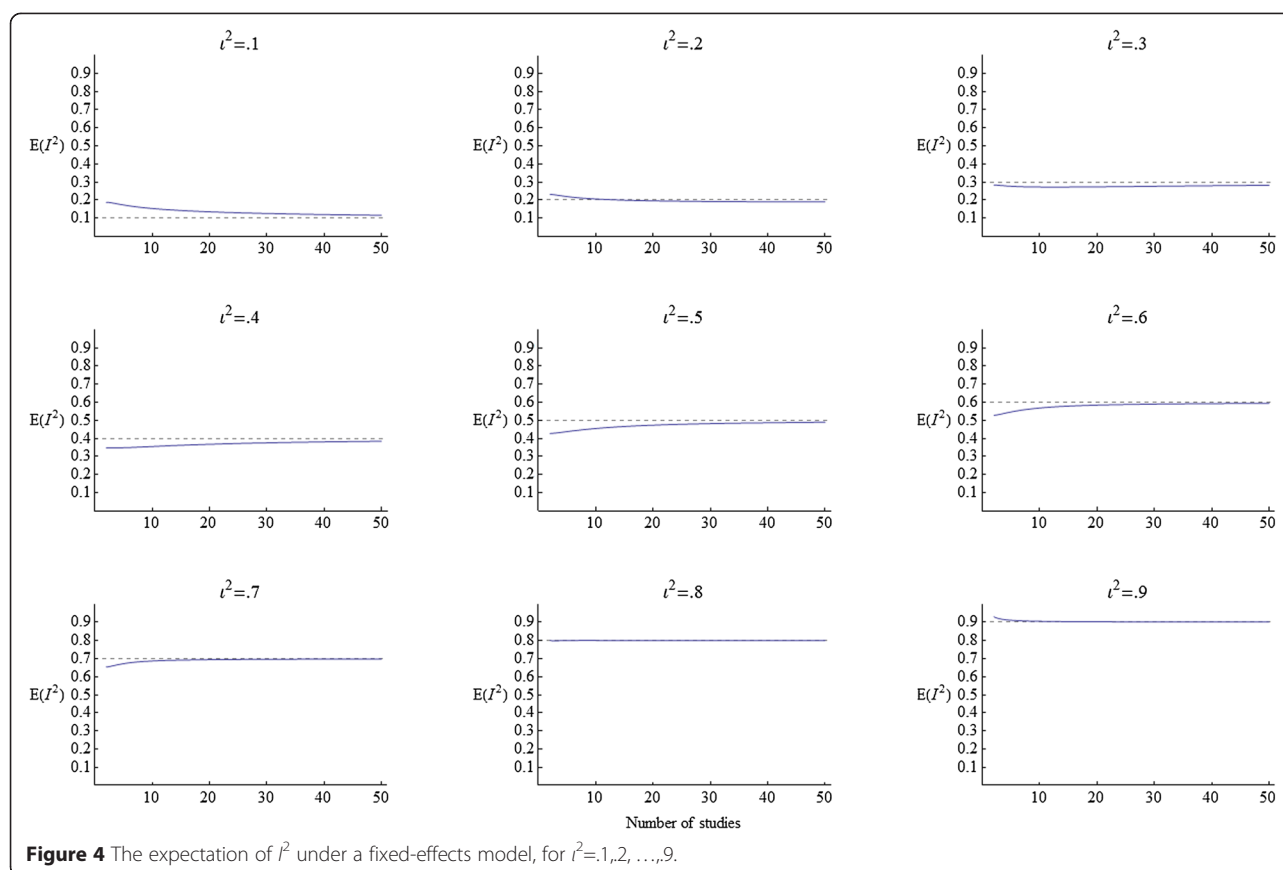 ι²=.1
ι²=.2
ι²=.3
0.9
0.8
0.7
0.6
E(I²) 0.5
0.4
0.3
0.2
0.1
10 20 30 40 50
0.9
0.8
0.7
0.6
E(I²) 0.5
0.4
0.3
0.2
0.1
10 20 30 40 50
0.9
0.8
0.7
0.6
E(I²) 0.5
0.4
0.3
0.2
0.1
10 20 30 40 50
ι²=.4
ι²=.5
ι²=.6
0.9
0.8
0.7
0.6
E(I²) 0.5
0.4
0.3
0.2
0.1
10 20 30 40 50
0.9
0.8
0.7
0.6
E(I²) 0.5
0.4
0.3
0.2
0.1
10 20 30 40 50
0.9
0.8
0.7
0.6
E(I²) 0.5
0.4
0.3
0.2
0.1
10 20 30 40 50
ι²=.7
ι²=.8
ι²=.9
0.9
0.8
0.7
0.6
E(I²) 0.5
0.4
0.3
0.2
0.1
10 20 30 40 50
0.9
0.8
0.7
0.6
E(I²) 0.5
0.4
0.3
0.2
0.1
10 20 30 40 50
0.9
0.8
0.7
0.6
E(I²) 0.5
0.4
0.3
0.2
0.1
10 20 30 40 50
Number of studies
Figure 4 The expectation of I² under a fixed-effects model, for ι²=.1,.2, …,.9.